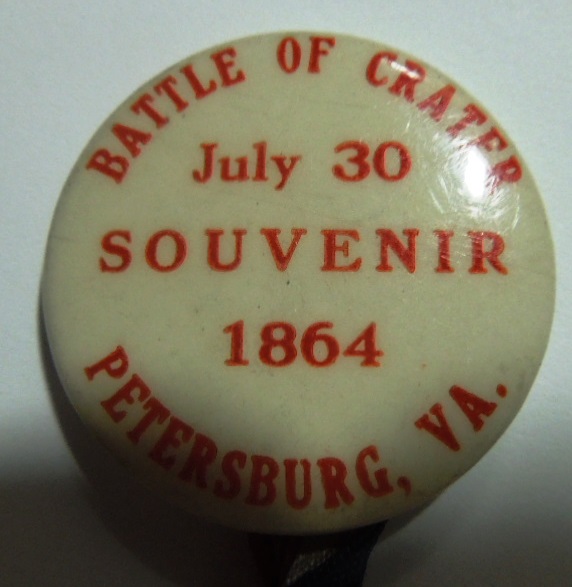 BATTLE OF CRATER
July 30
SOUVENIR
1864
PETERSBURG, VA.